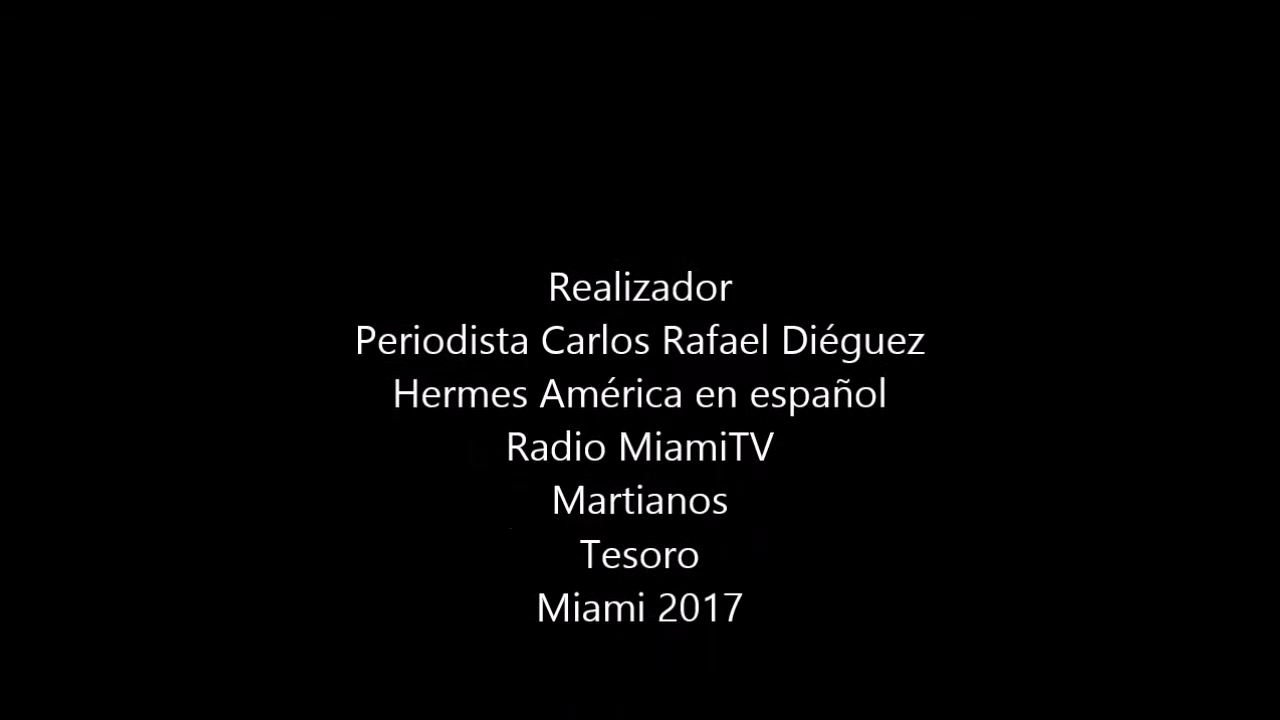 Realizador
Periodista Carlos Rafael Diéguez
Hermes América en español
Radio MiamiTV
Martianos
Tesoro
Miami 2017